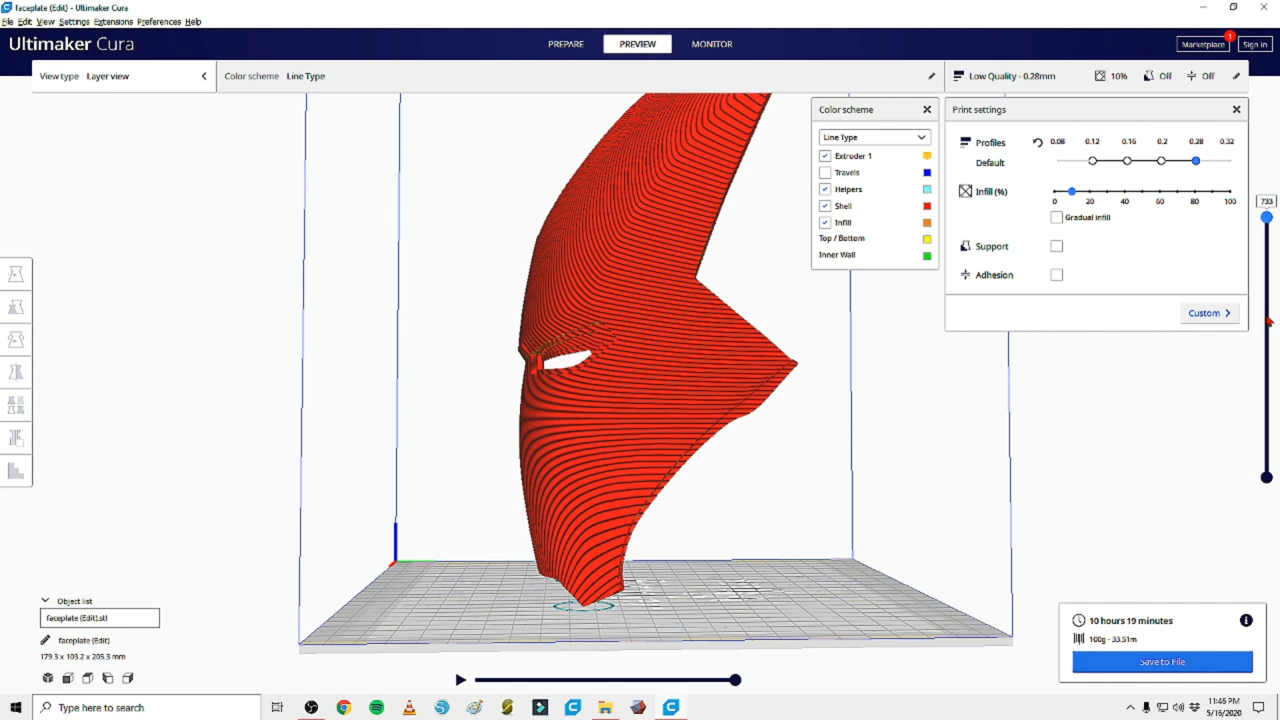 faceplate (Edit) - Ultimaker Cura
File Edit View Settings Extensions Preferences Help
Ultimaker Cura
PREPARE
PREVIEW
MONITOR
Marketplace
1
Sign in
View type Layer view
Color scheme Line Type
Low Quality - 0.28mm
10%
Off
Off
Color scheme
Line Type
Extruder 1
Travels
Helpers
Shell
Infill
Top / Bottom
Inner Wall
Print settings
Profiles
0.08 0.12 0.16 0.2 0.28 0.32
Default
Infill (%)
0 20 40 60 80 100
Gradual infill
Support
Adhesion
Custom
733
Object list
faceplate (Edit).stl
faceplate (Edit)
179.3 x 103.2 x 205.3 mm
10 hours 19 minutes
100g · 33.51m
Save to File
Type here to search
11:45 PM
5/16/2020